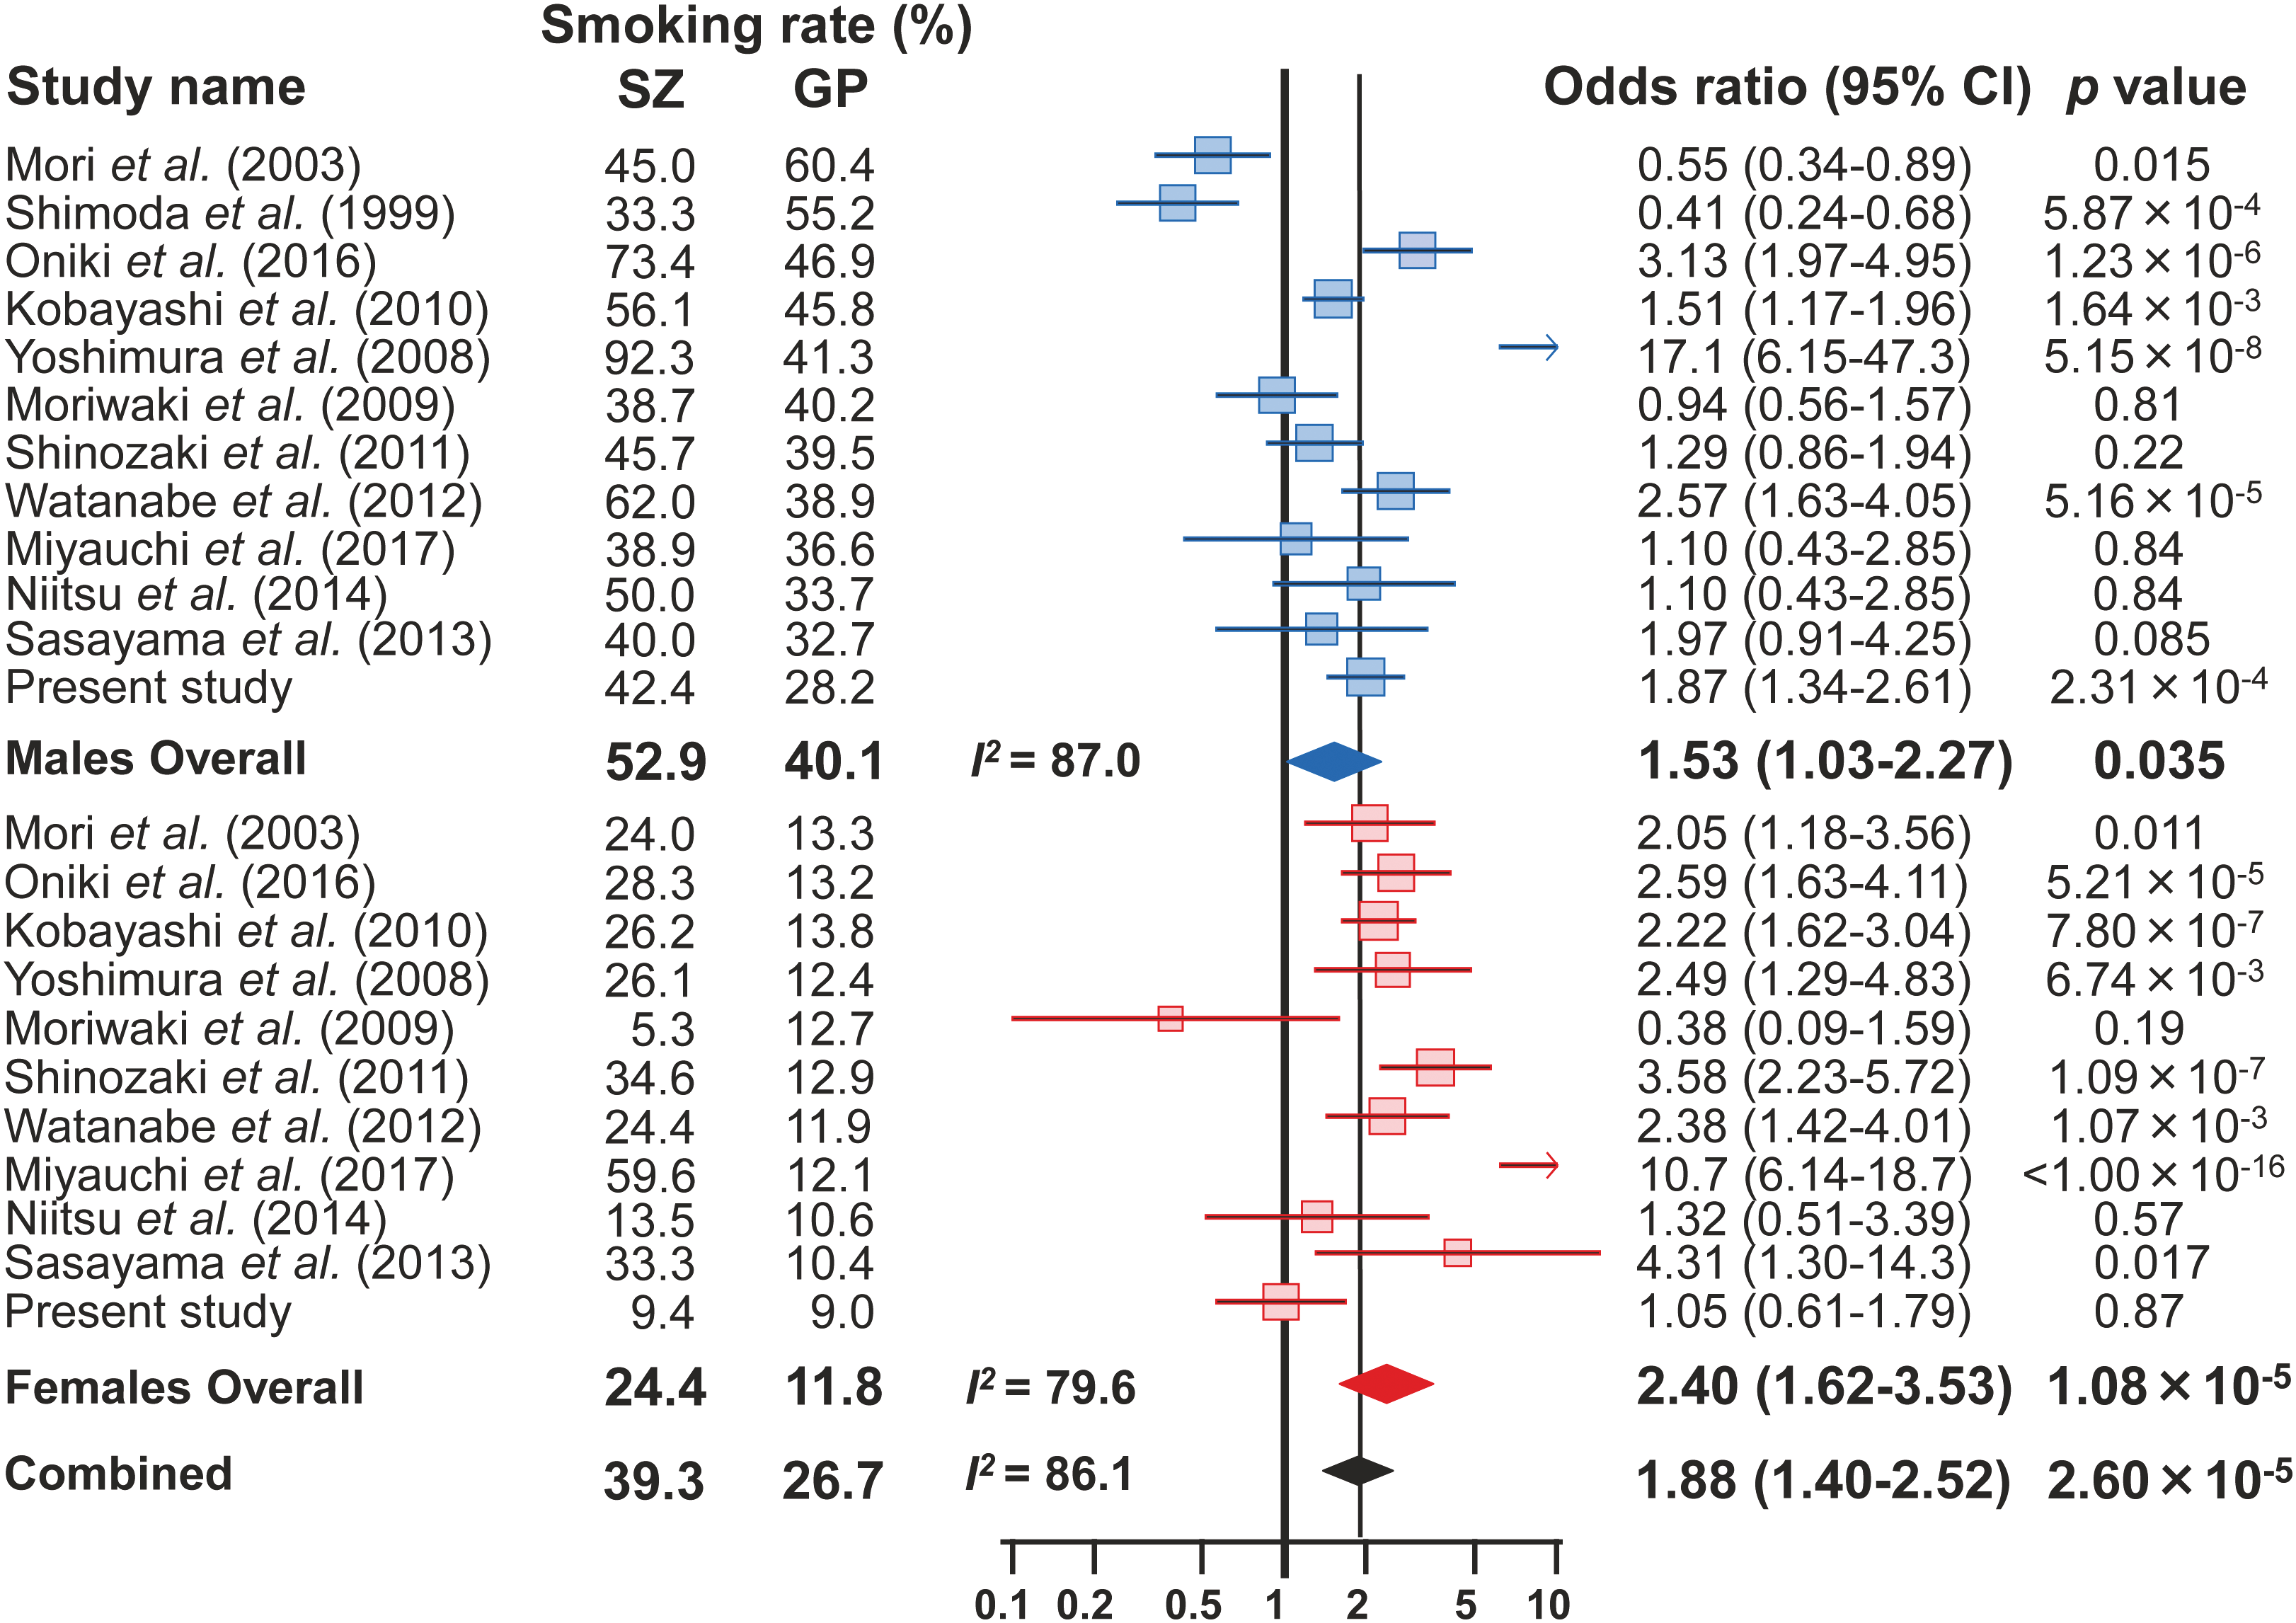 Smoking rate (%)
Study name SZ GP Odds ratio (95% CI) p value
Mori et al. (2003) 45.0 60.4 0.55 (0.34-0.89) 0.015
Shimoda et al. (1999) 33.3 55.2 0.41 (0.24-0.68) 5.87×10-4
Oniki et al. (2016) 73.4 46.9 3.13 (1.97-4.95) 1.23×10-6
Kobayashi et al. (2010) 56.1 45.8 1.51 (1.17-1.96) 1.64×10-3
Yoshimura et al. (2008) 92.3 41.3 17.1 (6.15-47.3) 5.15×10-8
Moriwaki et al. (2009) 38.7 40.2 0.94 (0.56-1.57) 0.81
Shinozaki et al. (2011) 45.7 39.5 1.29 (0.86-1.94) 0.22
Watanabe et al. (2012) 62.0 38.9 2.57 (1.63-4.05) 5.16×10-5
Miyauchi et al. (2017) 38.9 36.6 1.10 (0.43-2.85) 0.84
Niitsu et al. (2014) 50.0 33.7 1.10 (0.43-2.85) 0.84
Sasayama et al. (2013) 40.0 32.7 1.97 (0.91-4.25) 0.085
Present study 42.4 28.2 1.87 (1.34-2.61) 2.31×10-4
Males Overall 52.9 40.1 I2 = 87.0 1.53 (1.03-2.27) 0.035
Mori et al. (2003) 24.0 13.3 2.05 (1.18-3.56) 0.011
Oniki et al. (2016) 28.3 13.2 2.59 (1.63-4.11) 5.21×10-5
Kobayashi et al. (2010) 26.2 13.8 2.22 (1.62-3.04) 7.80×10-7
Yoshimura et al. (2008) 26.1 12.4 2.49 (1.29-4.83) 6.74×10-3
Moriwaki et al. (2009) 5.3 12.7 0.38 (0.09-1.59) 0.19
Shinozaki et al. (2011) 34.6 12.9 3.58 (2.23-5.72) 1.09×10-7
Watanabe et al. (2012) 24.4 11.9 2.38 (1.42-4.01) 1.07×10-3
Miyauchi et al. (2017) 59.6 12.1 10.7 (6.14-18.7) <1.00×10-16
Niitsu et al. (2014) 13.5 10.6 1.32 (0.51-3.39) 0.57
Sasayama et al. (2013) 33.3 10.4 4.31 (1.30-14.3) 0.017
Present study 9.4 9.0 1.05 (0.61-1.79) 0.87
Females Overall 24.4 11.8 I2 = 79.6 2.40 (1.62-3.53) 1.08×10-5
Combined 39.3 26.7 I2 = 86.1 1.88 (1.40-2.52) 2.60×10-5
0.1 0.2 0.5 1 2 5 10